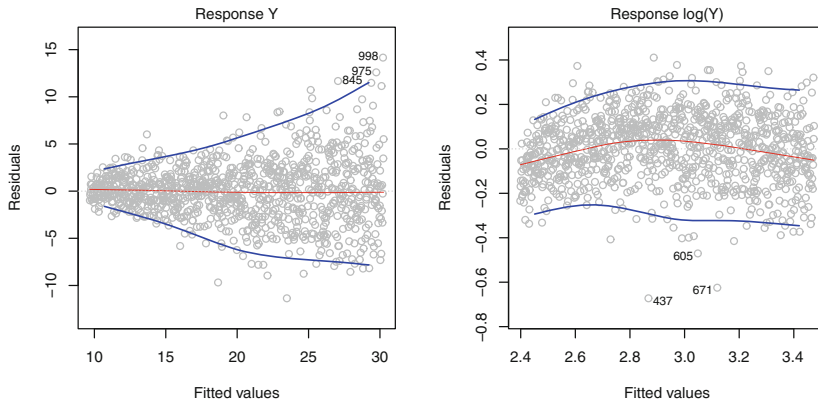 Response Y
Residuals
15
10
5
0
−5
−10
998
975
845
10 15 20 25 30
Fitted values
Response log(Y)
Residuals
0.4
0.2
0.0
−0.2
−0.4
−0.6
−0.8
605
671
437
2.4 2.6 2.8 3.0 3.2 3.4
Fitted values